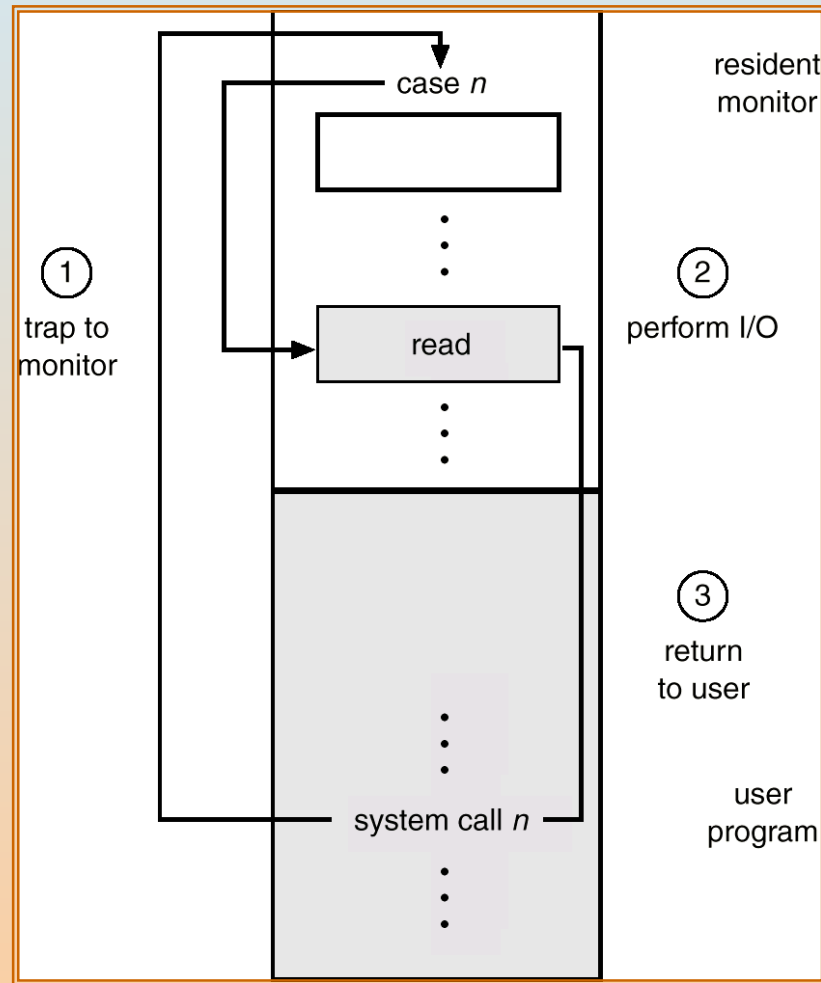 case n
resident
monitor
1
trap to
monitor
2
perform I/O
read
3
return
to user
system call n
user
program